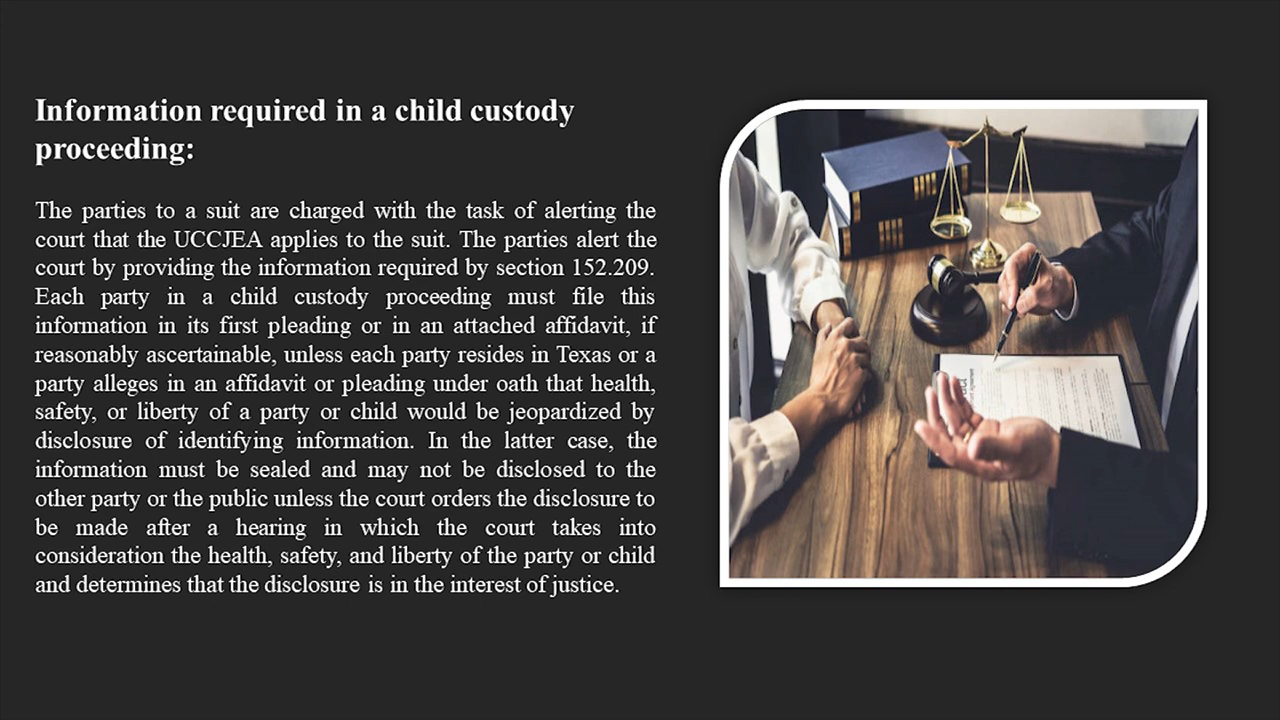 Information required in a child custody
proceeding:
The parties to a suit are charged with the task of alerting the
court that the UCCJEA applies to the suit. The parties alert the
court by providing the information required by section 152.209.
Each party in a child custody proceeding must file this
information in its first pleading or in an attached affidavit, if
reasonably ascertainable, unless each party resides in Texas or a
party alleges in an affidavit or pleading under oath that health,
safety, or liberty of a party or child would be jeopardized by
disclosure of identifying information. In the latter case, the
information must be sealed and may not be disclosed to the
other party or the public unless the court orders the disclosure to
be made after a hearing in which the court takes into
consideration the health, safety, and liberty of the party or child
and determines that the disclosure is in the interest of justice.